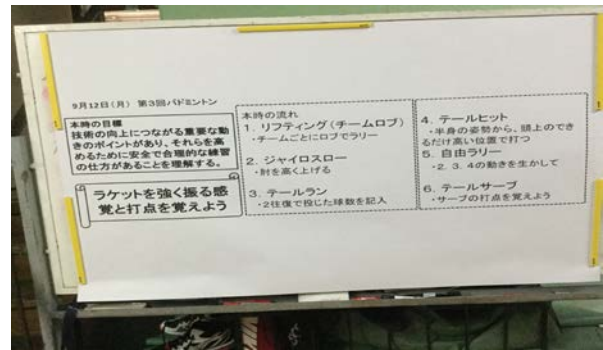 9月12日(月) 第3回バドミントン
本時の目標
技術の向上につながる重要な動
きのポイントがあり、それらを高
めるために安全で合理的な練習
の仕方があることを理解する。
ラケットを強く振る感
覚と打点を覚えよう
本時の流れ
1. リフティング(チームロブ)
・チームごとにロブでラリー
2. ジャイロスロー
・肘を高く上げる
3. テールラン
・2往復で投じた球数を記入
4. テールヒット
・半身の姿勢から、頭上のでき
るだけ高い位置で打つ
5. 自由ラリー
・2. 3. 4の動きを生かして
6. テールサーブ
・サーブの打点を覚えよう